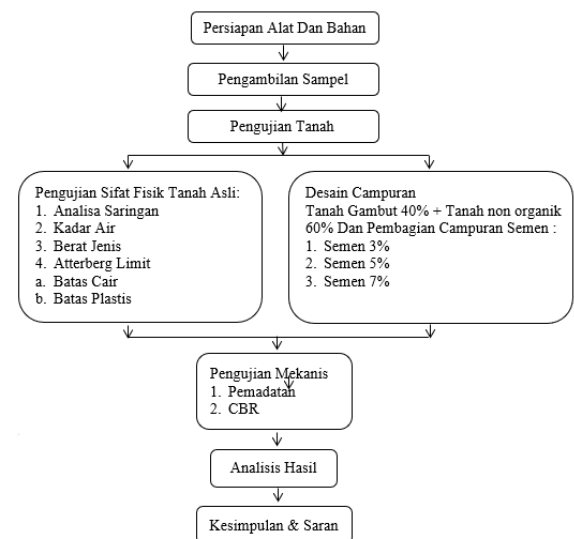 Persiapan Alat Dan Bahan
Pengambilan Sampel
Pengujian Tanah
Pengujian Sifat Fisik Tanah Asli:
1. Analisa Saringan
2. Kadar Air
3. Berat Jenis
4. Atterberg Limit
a. Batas Cair
b. Batas Plastis
Desain Campuran
Tanah Gambut 40% + Tanah non organik
60% Dan Pembagian Campuran Semen :
1. Semen 3%
2. Semen 5%
3. Semen 7%
Pengujian Mekanis
1. Pemadatan
2. CBR
Analisis Hasil
Kesimpulan & Saran